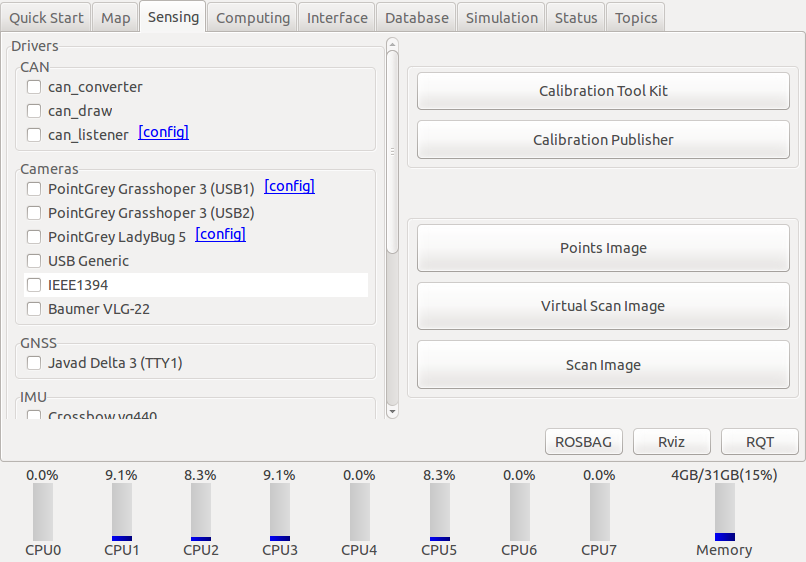 Quick Start Map Sensing Computing Interface Database Simulation Status Topics
Drivers
CAN
can_converter
can_draw
can_listener [config]
Cameras
PointGrey Grasshoper 3 (USB1) [config]
PointGrey Grasshoper 3 (USB2)
PointGrey LadyBug 5 [config]
USB Generic
IEEE1394
Baumer VLG-22
GNSS
Javad Delta 3 (TTY1)
IMU
Crossbow vg440
Calibration Tool Kit
Calibration Publisher
Points Image
Virtual Scan Image
Scan Image
ROSBAG Rviz RQT
0.0% 9.1% 8.3% 9.1% 0.0% 8.3% 0.0% 0.0% 4GB/31GB(15%)
CPU0 CPU1 CPU2 CPU3 CPU4 CPU5 CPU6 CPU7 Memory